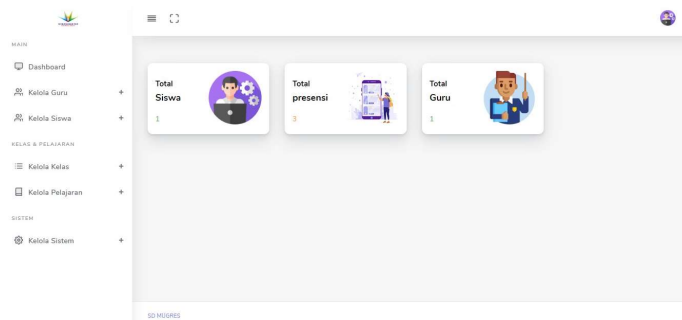 MAIN
Dashboard
Kelola Guru +
Kelola Siswa +
KELAS & PELAJARAN
Kelola Kelas +
Kelola Pelajaran +
SISTEM
Kelola Sistem +
Total
Siswa
1
Total
presensi
3
Total
Guru
1
SD MUGRES